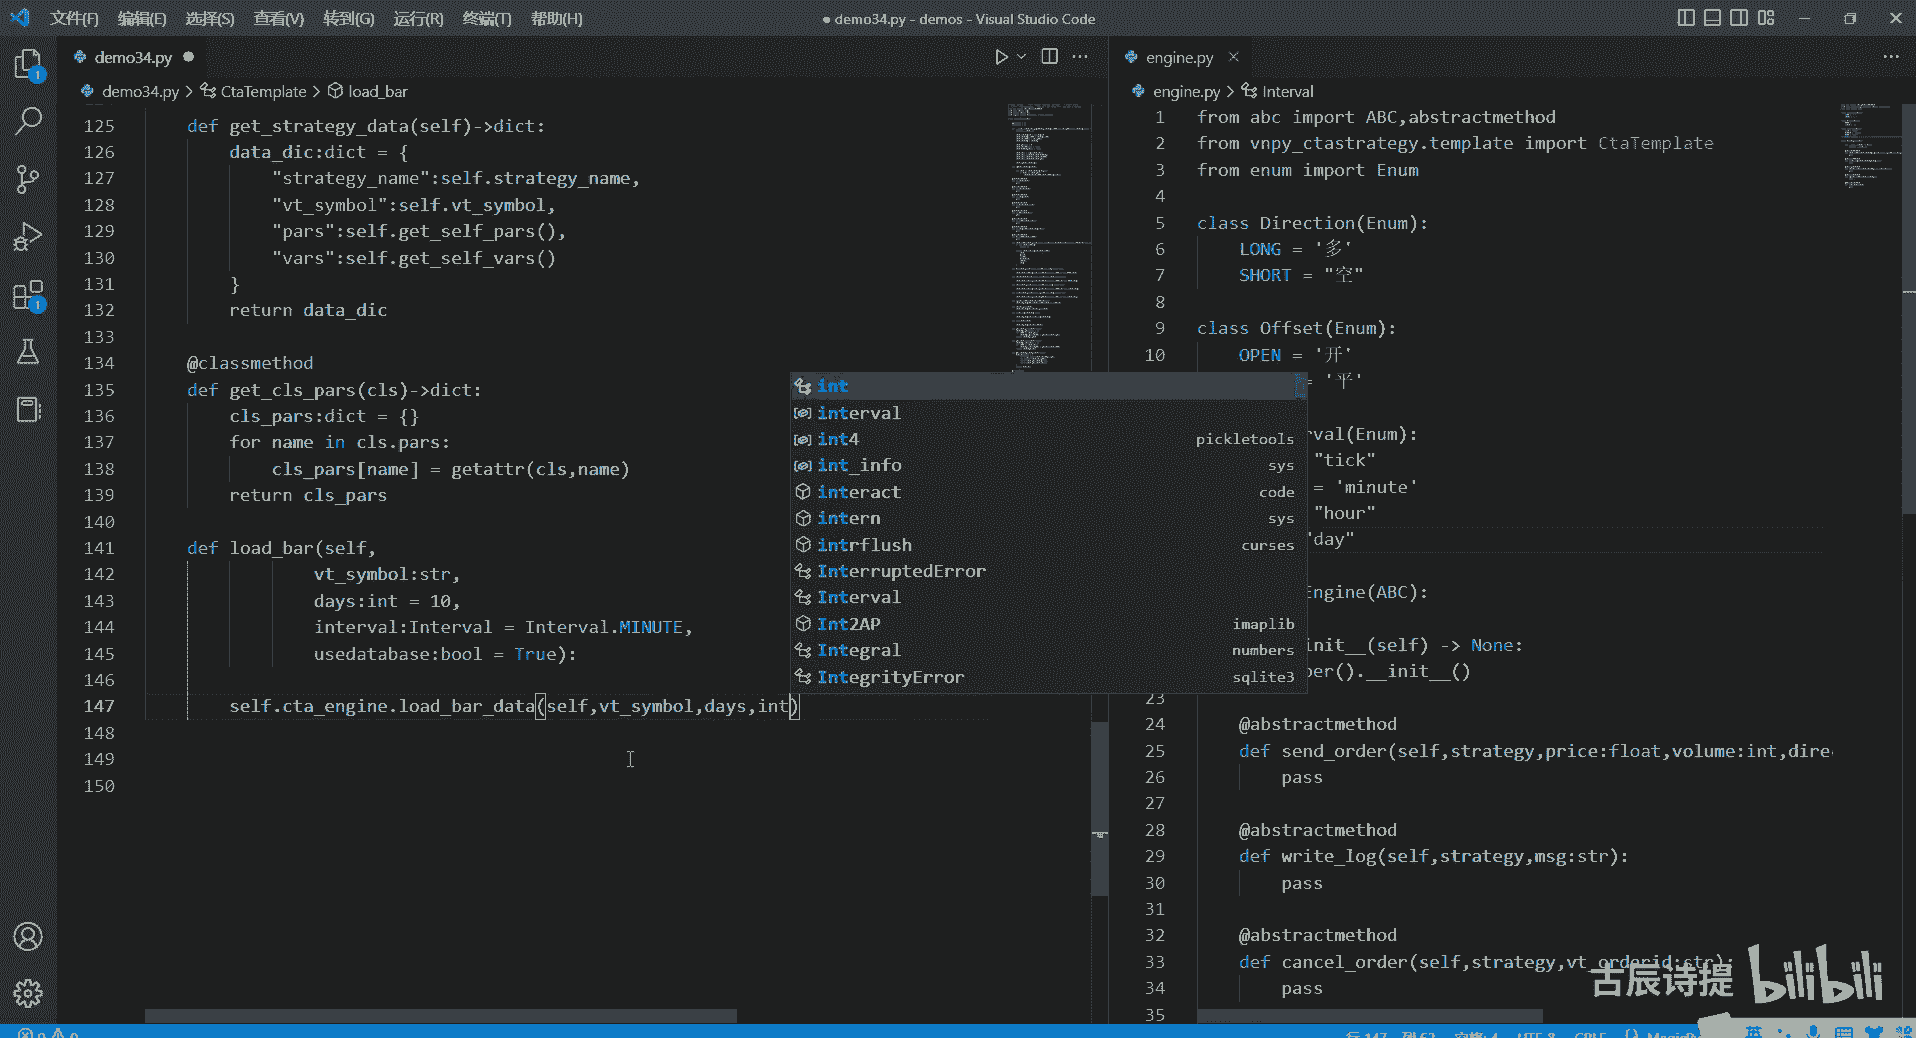 文件(F) 编辑(E) 选择(S) 查看(V) 转到(G) 运行(R) 终端(T) 帮助(H)
● demo34.py - demos - Visual Studio Code
demo34.py
demo34.py > CtaTemplate > load_bar
125 def get_strategy_data(self)->dict:
126 data_dic:dict = {
127 "strategy_name":self.strategy_name,
128 "vt_symbol":self.vt_symbol,
129 "pars":self.get_self_pars(),
130 "vars":self.get_self_vars()
131 }
132 return data_dic
133
134 @classmethod
135 def get_cls_pars(cls)->dict:
136 cls_pars:dict = {}
137 for name in cls.pars:
138 cls_pars[name] = getattr(cls,name)
139 return cls_pars
140
141 def load_bar(self,
142 vt_symbol:str,
143 days:int = 10,
144 interval:Interval = Interval.MINUTE,
145 usedatabase:bool = True):
146
147 self.cta_engine.load_bar_data(self,vt_symbol,days,int)
148
149
150
int
interval
int4 pickletools
int_info sys
interact code
intern sys
intrflush curses
InterruptedError
Interval
Int2AP imaplib
Integral numbers
IntegrityError sqlite3
engine.py
engine.py > Interval
1 from abc import ABC,abstractmethod
2 from vnpy_ctastrategy.template import CtaTemplate
3 from enum import Enum
4
5 class Direction(Enum):
6 LONG = '多'
7 SHORT = "空"
8
9 class Offset(Enum):
10 OPEN = '开'
= '平'
rval(Enum):
"tick"
= 'minute'
"hour"
"day"
Engine(ABC):
init__(self) -> None:
per().__init__()
23
24 @abstractmethod
25 def send_order(self,strategy,price:float,volume:int,dire
26 pass
27
28 @abstractmethod
29 def write_log(self,strategy,msg:str):
30 pass
31
32 @abstractmethod
33 def cancel_order(self,strategy,vt_orderid:str):
34 pass
35
古辰诗提 bilibili
英